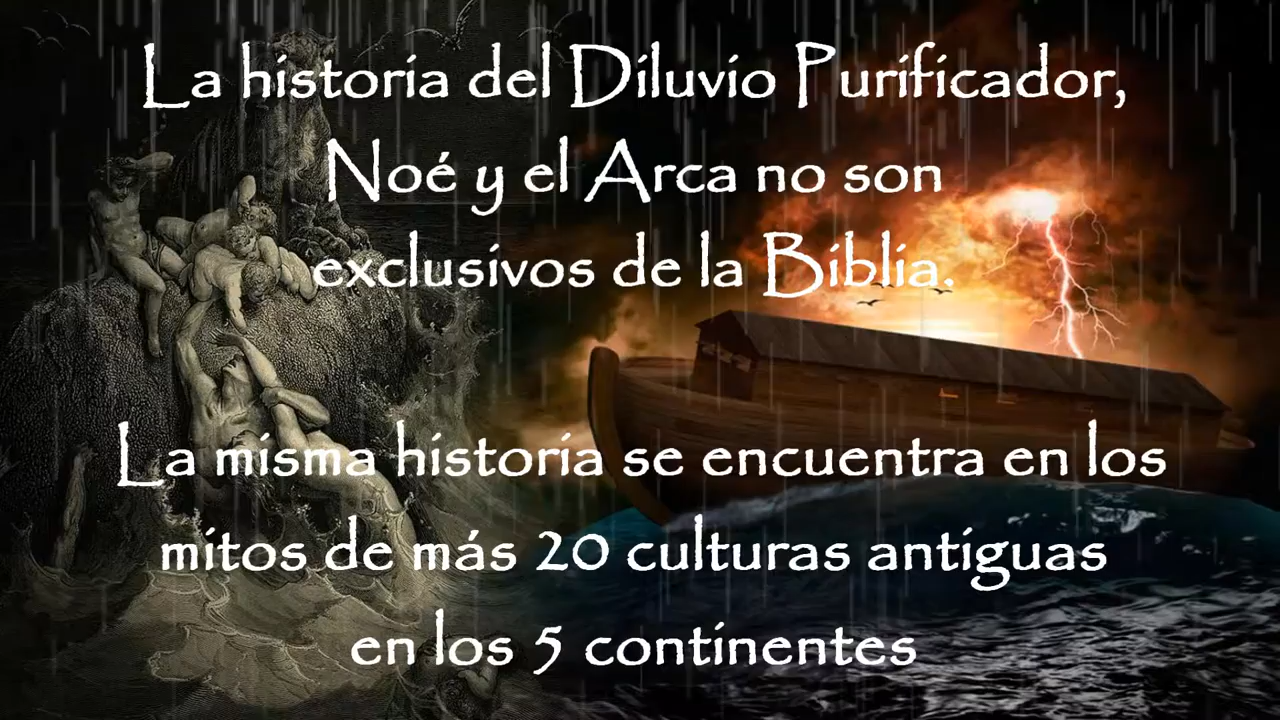 La historia del Diluvio Purificador,
Noé y el Arca no son
exclusivos de la Biblia.
La misma historia se encuentra en los
mitos de más 20 culturas antiguas
en los 5 continentes